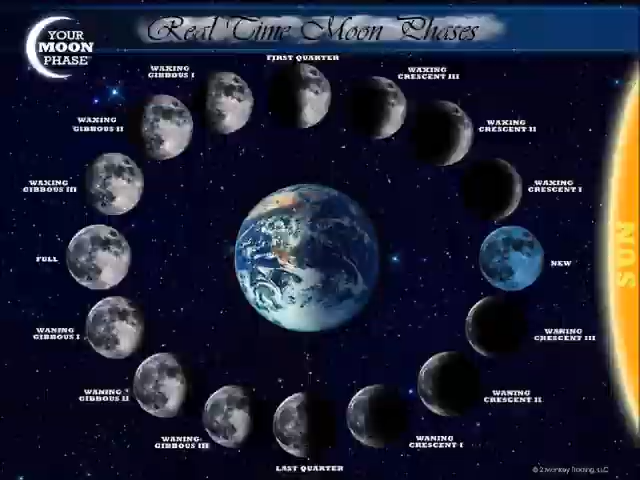 YOUR
MOON
PHASE
Real Time Moon Phases
FIRST QUARTER
WAXING
GIBBOUS I
WAXING
CRESCENT III
WAXING
GIBBOUS II
WAXING
CRESCENT II
WAXING
GIBBOUS III
WAXING
CRESCENT I
FULL
NEW
SUN
WANING
GIBBOUS I
WANING
CRESCENT III
WANING
GIBBOUS II
WANING
CRESCENT II
WANING
GIBBOUS III
WANING
CRESCENT I
LAST QUARTER